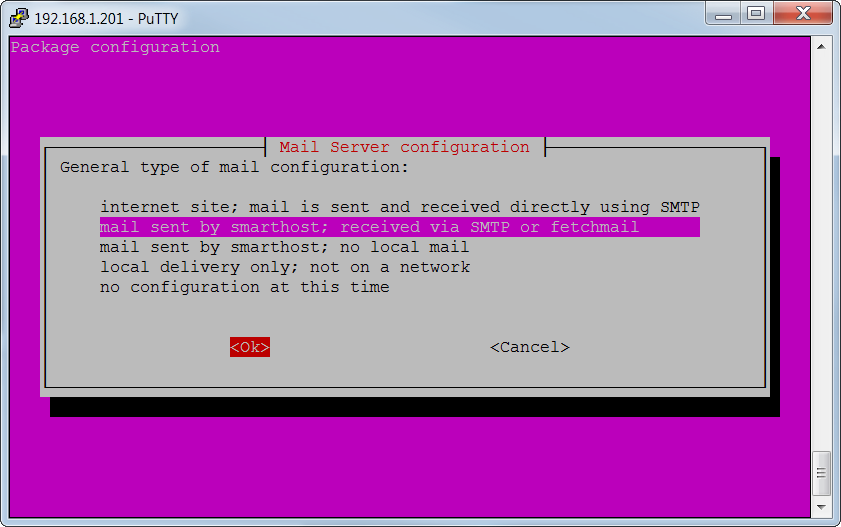 192.168.1.201 - PuTTY
Package configuration
Mail Server configuration
General type of mail configuration:
internet site; mail is sent and received directly using SMTP
mail sent by smarthost; received via SMTP or fetchmail
mail sent by smarthost; no local mail
local delivery only; not on a network
no configuration at this time
<Ok> <Cancel>